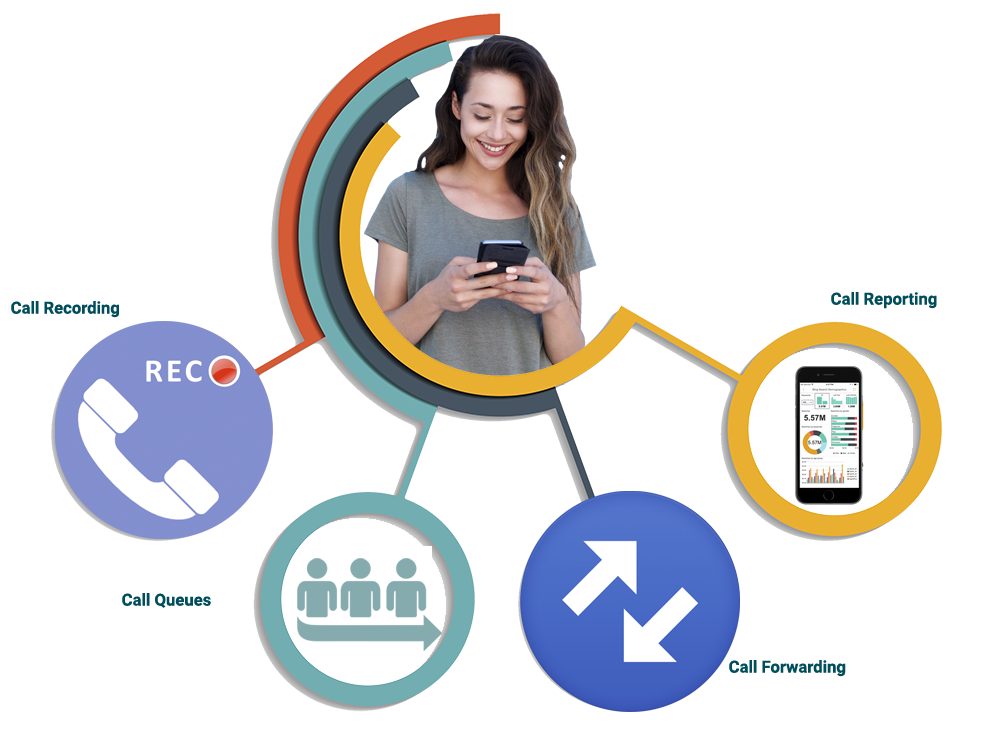 Call Recording
REC
Call Reporting
5.57M
5.57M
Call Queues
Call Forwarding